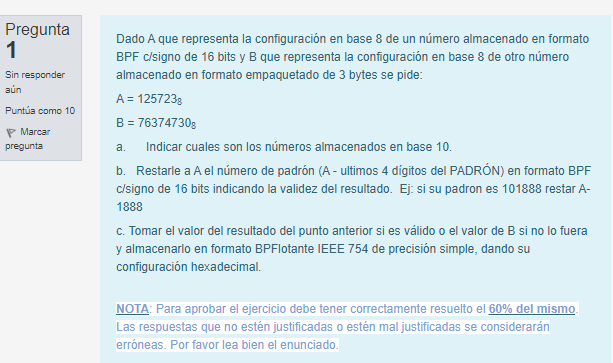 Pregunta
1
Sin responder
aún
Puntúa como 10
Marcar
pregunta
Dado A que representa la configuración en base 8 de un número almacenado en formato
BPF c/signo de 16 bits y B que representa la configuración en base 8 de otro número
almacenado en formato empaquetado de 3 bytes se pide:
A = 125723₈
B = 76374730₈
a. Indicar cuales son los números almacenados en base 10.
b. Restarle a A el número de padrón (A - ultimos 4 dígitos del PADRÓN) en formato BPF
c/signo de 16 bits indicando la validez del resultado. Ej: si su padron es 101888 restar A-
1888
c. Tomar el valor del resultado del punto anterior si es válido o el valor de B si no lo fuera
y almacenarlo en formato BPFlotante IEEE 754 de precisión simple, dando su
configuración hexadecimal.
NOTA: Para aprobar el ejercicio debe tener correctamente resuelto el 60% del mismo.
Las respuestas que no estén justificadas o estén mal justificadas se considerarán
erróneas. Por favor lea bien el enunciado.